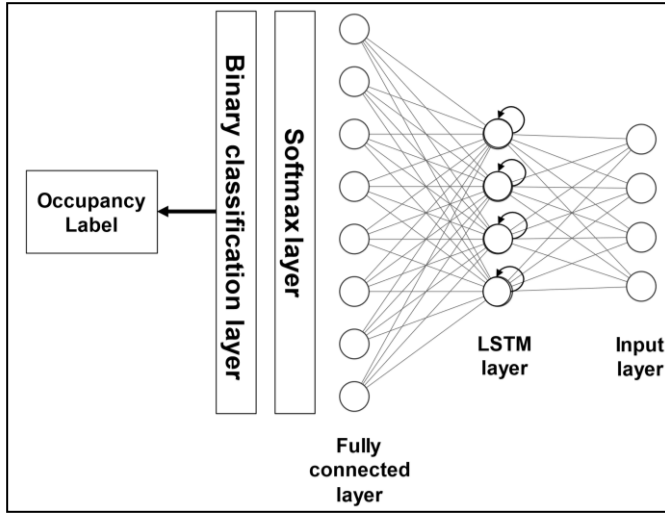 Occupancy
Label
Binary classification layer
Softmax layer
Fully
connected
layer
LSTM
layer
Input
layer